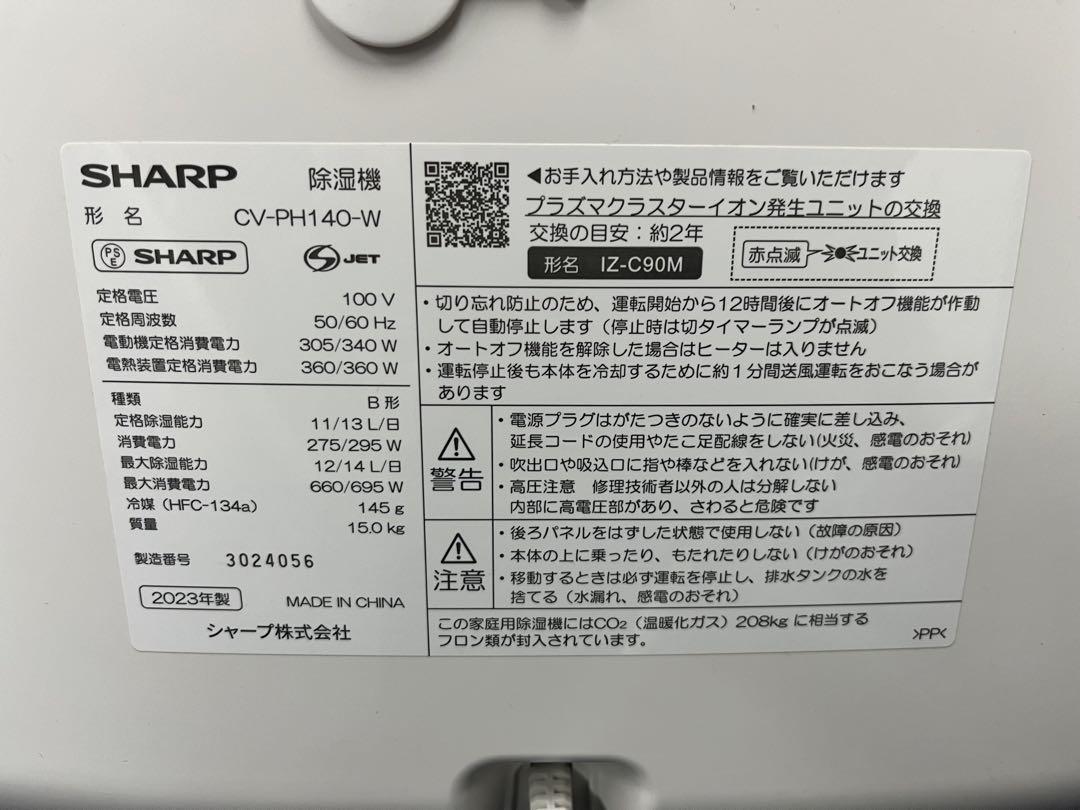 SHARP 除湿機
形名 CV-PH140-W
PSE SHARP S JET
定格電圧 100 V
定格周波数 50/60 Hz
電動機定格消費電力 305/340 W
電熱装置定格消費電力 360/360 W
種類 B 形
定格除湿能力 11/13 L/日
消費電力 275/295 W
最大除湿能力 12/14 L/日
最大消費電力 660/695 W
冷媒（HFC-134a） 145 g
質量 15.0 kg
製造番号 3024056
2023年製 MADE IN CHINA
シャープ株式会社
◀お手入れ方法や製品情報をご覧いただけます
プラズマクラスターイオン発生ユニットの交換
交換の目安：約2年
形名 IZ-C90M
赤点滅 ユニット交換
・切り忘れ防止のため、運転開始から12時間後にオートオフ機能が作動
して自動停止します（停止時は切タイマーランプが点滅）
・オートオフ機能を解除した場合はヒーターは入りません
・運転停止後も本体を冷却するために約1分間送風運転をおこなう場合が
あります
警告
・電源プラグはがたつきのないように確実に差し込み、
延長コードの使用やたこ足配線をしない(火災、感電のおそれ)
・吹出口や吸込口に指や棒などを入れない(けが、感電のおそれ)
・高圧注意 修理技術者以外の人は分解しない
内部に高電圧部があり、さわると危険です
注意
・後ろパネルをはずした状態で使用しない（故障の原因）
・本体の上に乗ったり、もたれたりしない（けがのおそれ）
・移動するときは必ず運転を停止し、排水タンクの水を
捨てる（水漏れ、感電のおそれ）
この家庭用除湿機にはCO₂（温暖化ガス）208kg に相当する
フロン類が封入されています。
>PP<